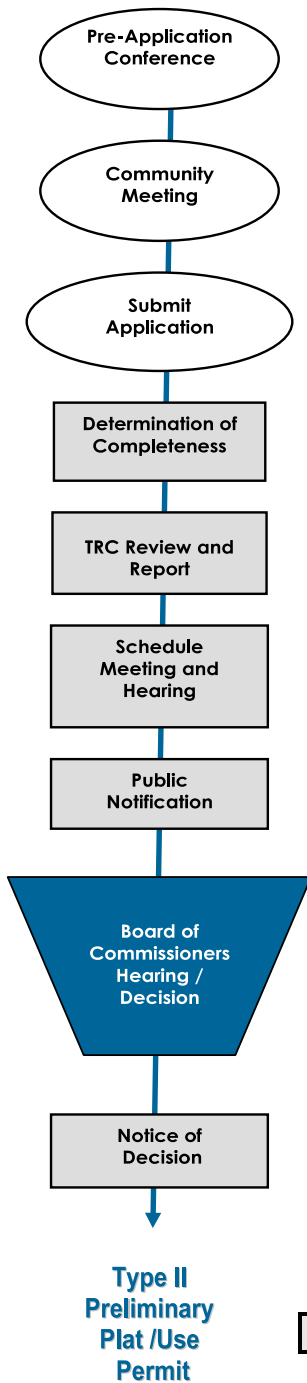 Pre-Application
Conference
Community
Meeting
Submit
Application
Determination of
Completeness
TRC Review and
Report
Schedule
Meeting and
Hearing
Public
Notification
Board of
Commissioners
Hearing /
Decision
Notice of
Decision
Type II
Preliminary
Plat /Use
Permit